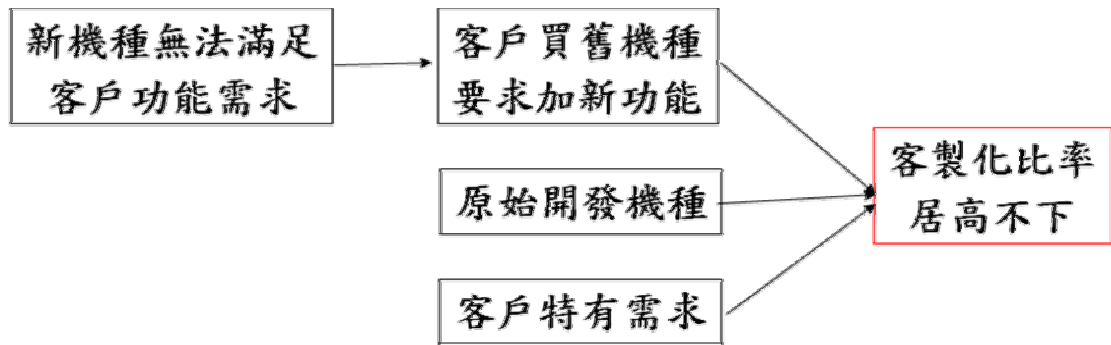 新機種無法滿足
客戶功能需求
客戶買舊機種
要求加新功能
原始開發機種
客戶特有需求
客製化比率
居高不下